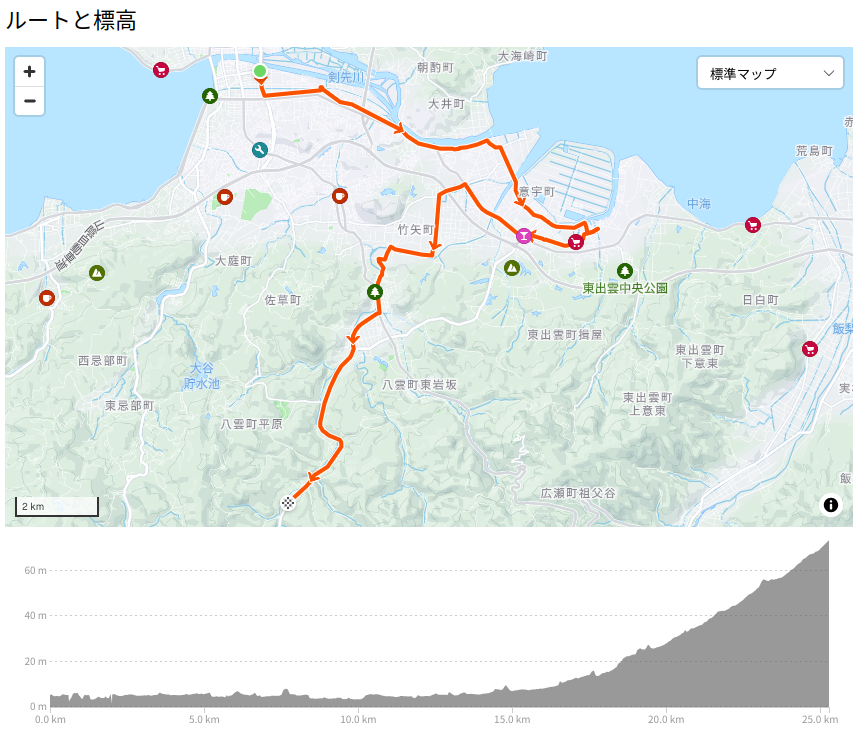 ルートと標高
大海崎町
朝酌町
剣先川
+
標準マップ
大井町
−
荒島町
意宇町
中海
竹矢町
松江自動車道
大庭町
東出雲中央公園
佐草町
日白町
東出雲町揖屋
飯梨
西忌部町
大谷
貯水池
東出雲町
下意東
八雲町東岩坂
東忌部町
東出雲町
上意東
八雲町平原
広瀬町祖父谷
飯
2 km
60 m
40 m
20 m
0 m
0.0 km
5.0 km
10.0 km
15.0 km
20.0 km
25.0 km